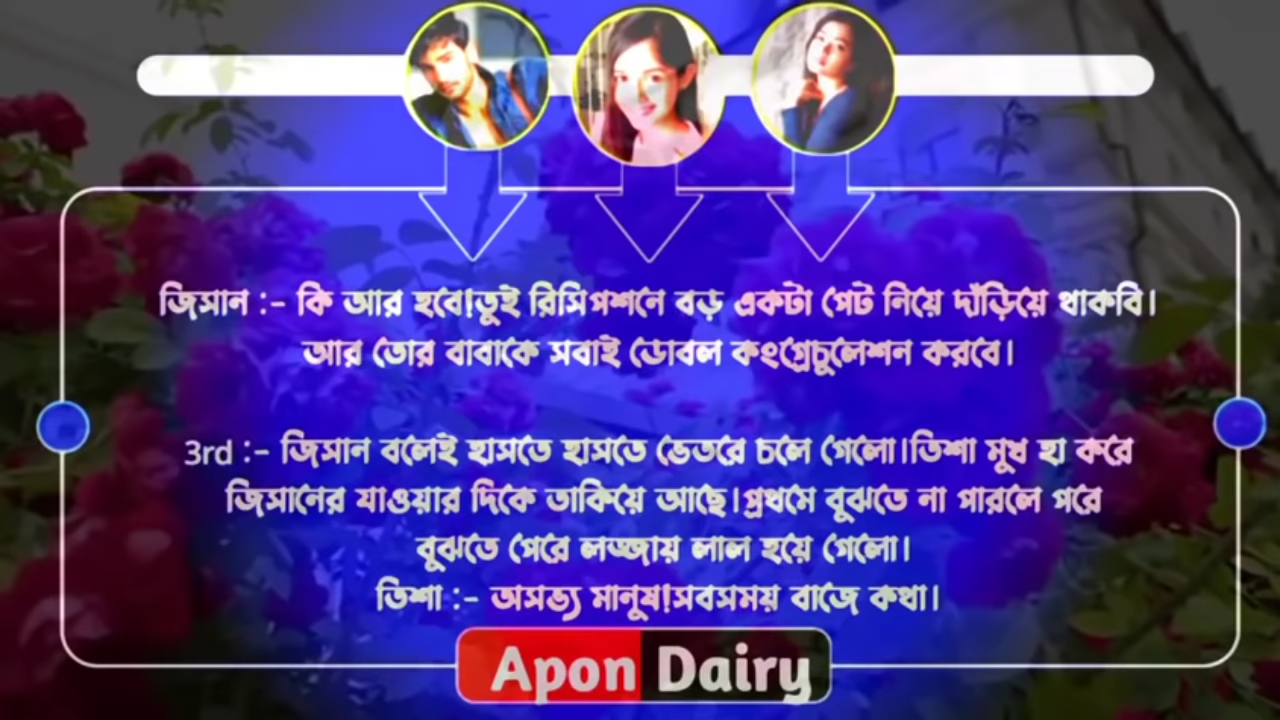 জিসান :- কি আর হবে!তুই রিসিপশনে বড় একটা পেট নিয়ে দাঁড়িয়ে থাকবি।
আর তোর বাবাকে সবাই ডোবল কংগ্রেচুলেশন করবে।
3rd :- জিসান বলেই হাসতে হাসতে ভেতরে চলে গেলো।তিশা মুখ হা করে
জিসানের যাওয়ার দিকে তাকিয়ে আছে।প্রথমে বুঝতে না পারলে পরে
বুঝতে পেরে লজ্জায় লাল হয়ে গেলো।
তিশা :- অসভ্য মানুষ!সবসময় বাজে কথা।
Apon Dairy